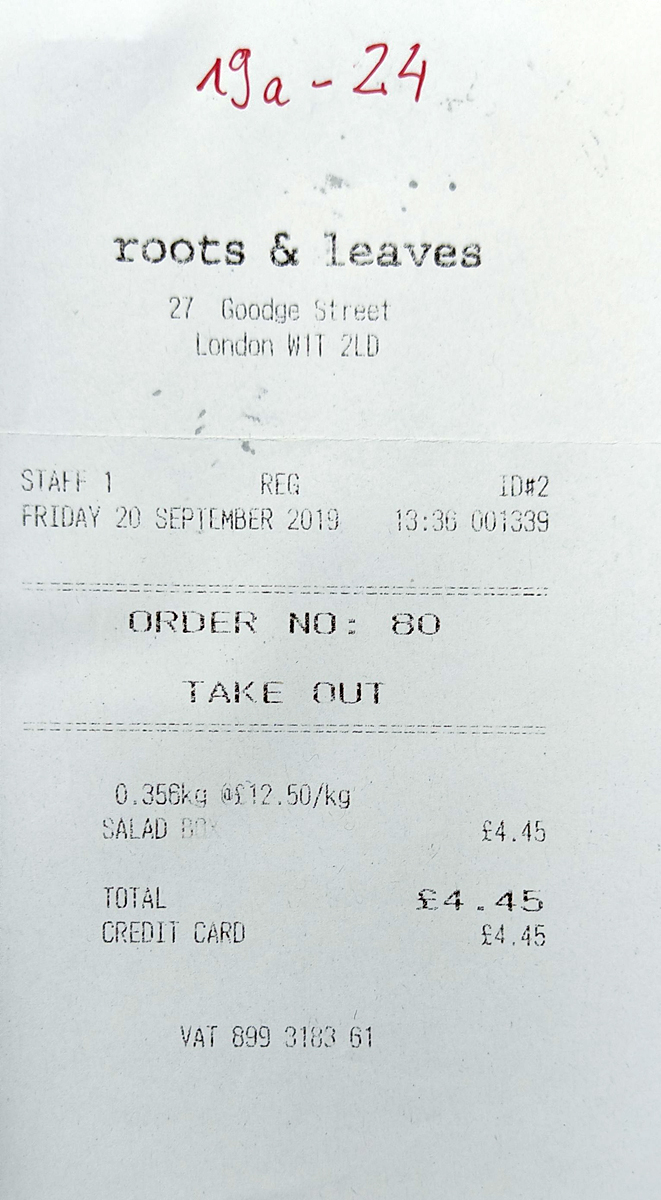 19a - 24
roots & leaves
27 Goodge Street
London W1T 2LD
STAFF 1 REG ID#2
FRIDAY 20 SEPTEMBER 2019 13:36 001339
ORDER NO: 80
TAKE OUT
0.356kg @£12.50/kg
SALAD BOX £4.45
TOTAL £4.45
CREDIT CARD £4.45
VAT 899 3183 61